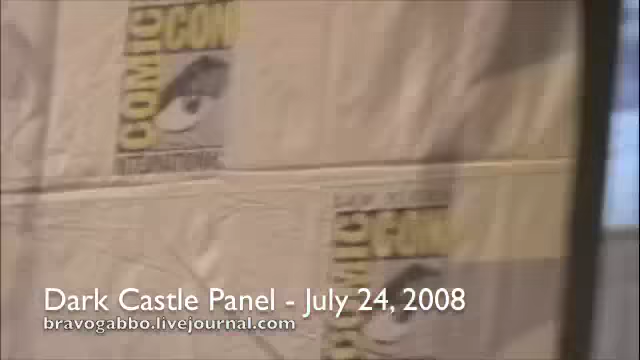 COMIC
CON
INTERNATIONAL
COMIC
CON
Dark Castle Panel - July 24, 2008
bravogabbo.livejournal.com